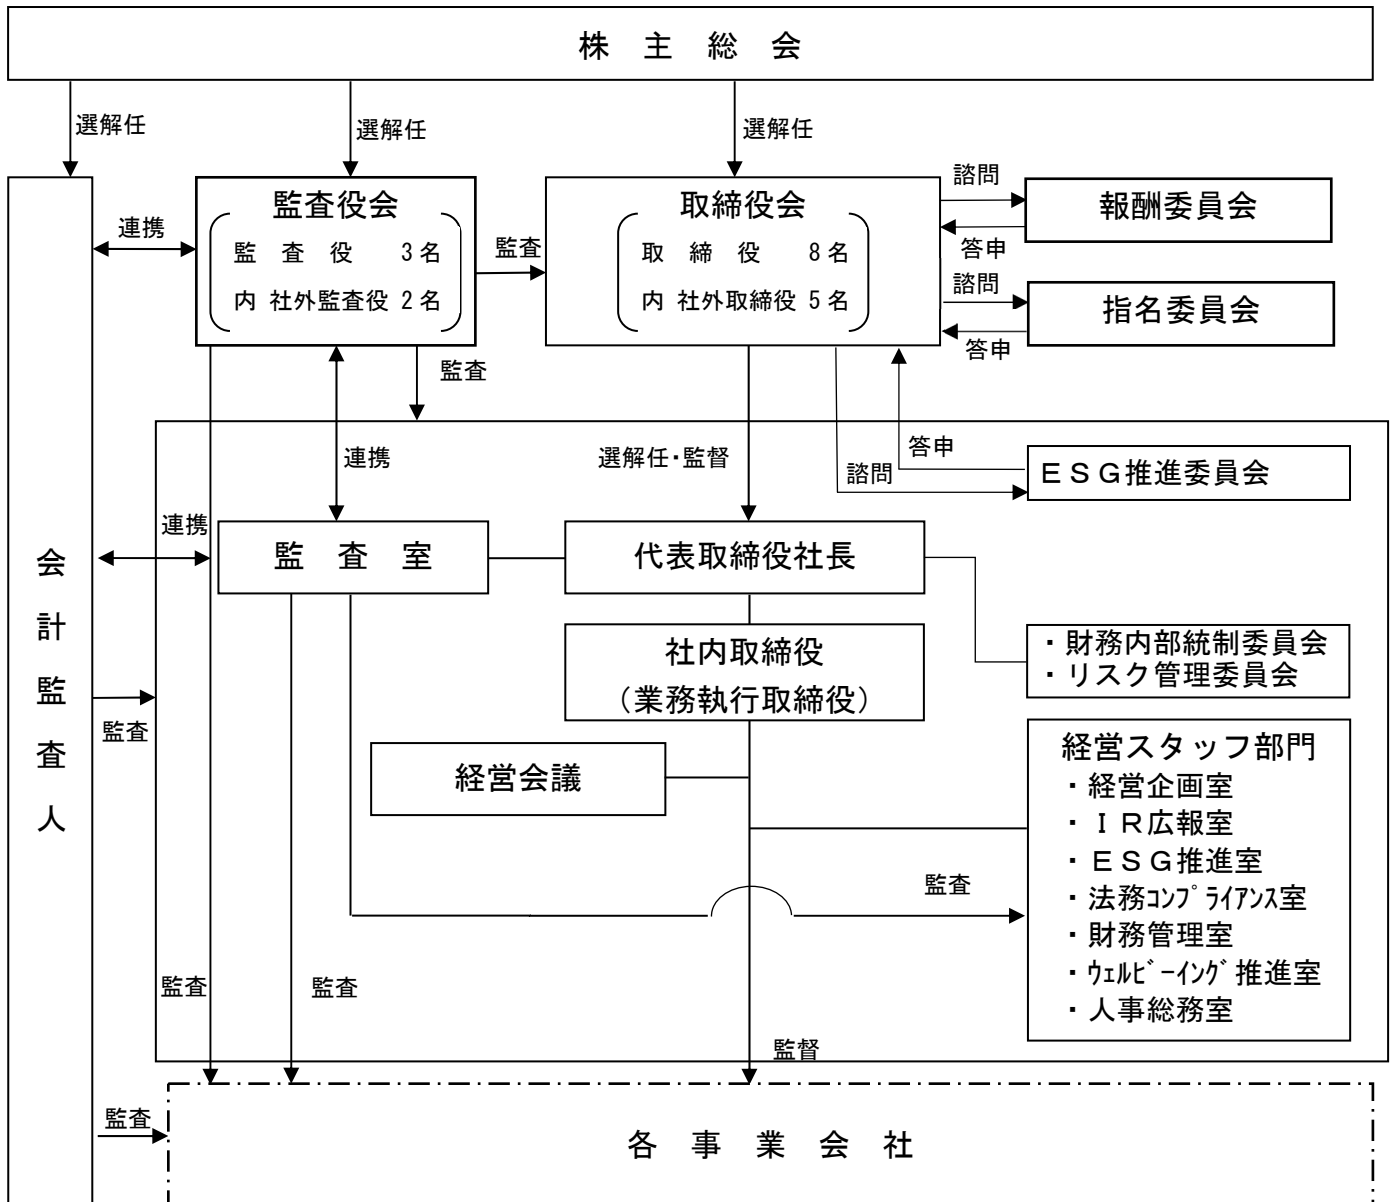 株 主 総 会
選解任
選解任
選解任
監査役会
監 査 役 3名
内 社外監査役 2名
連携
監査
取締役会
取 締 役 8名
内 社外取締役 5名
諮問
報酬委員会
答申
諮問
指名委員会
答申
監査
連携
選解任・監督
答申
諮問
ESG推進委員会
連携
監 査 室
代表取締役社長
会計監査人
社内取締役
(業務執行取締役)
・財務内部統制委員会
・リスク管理委員会
監査
経営会議
経営スタッフ部門
・経営企画室
・IR広報室
・ESG推進室
・法務コンプライアンス室
・財務管理室
・ウェルビーイング推進室
・人事総務室
監査
監査
監査
監督
監査
各 事 業 会 社